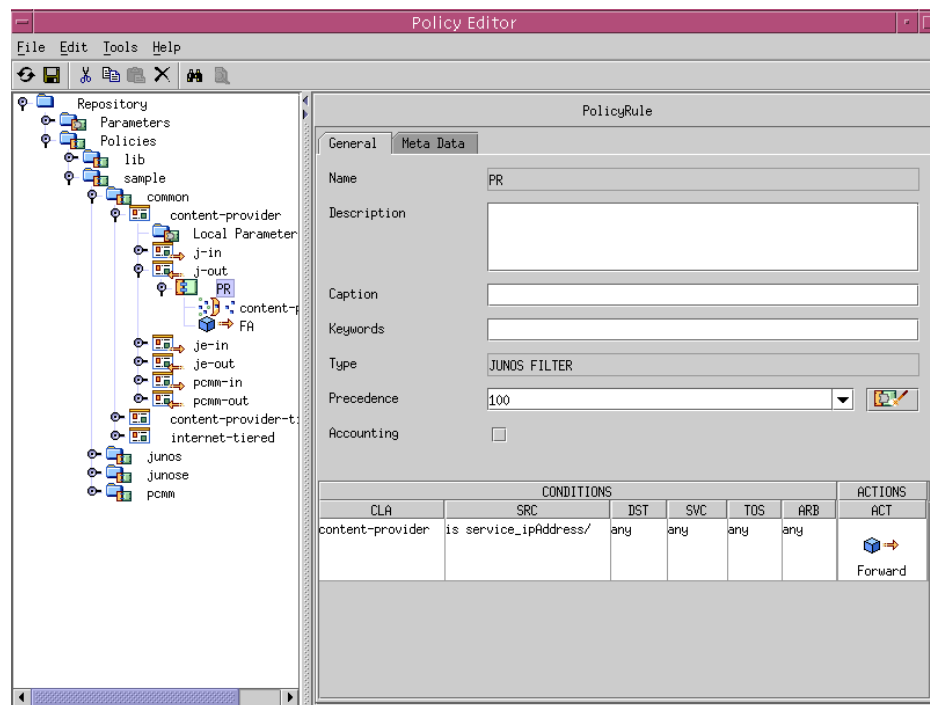 Policy Editor
File Edit Tools Help
Repository
Parameters
Policies
lib
sample
common
content-provider
Local Parameter
j-in
j-out
PR
content-p
FA
je-in
je-out
pcmm-in
pcmm-out
content-provider-t
internet-tiered
junos
junose
pcmm
PolicyRule
General Meta Data
Name PR
Description
Caption
Keywords
Type JUNOS FILTER
Precedence 100
Accounting
CONDITIONS ACTIONS
CLA SRC DST SVC TOS ARB ACT
content-provider is service_ipAddress/ any any any any
Forward